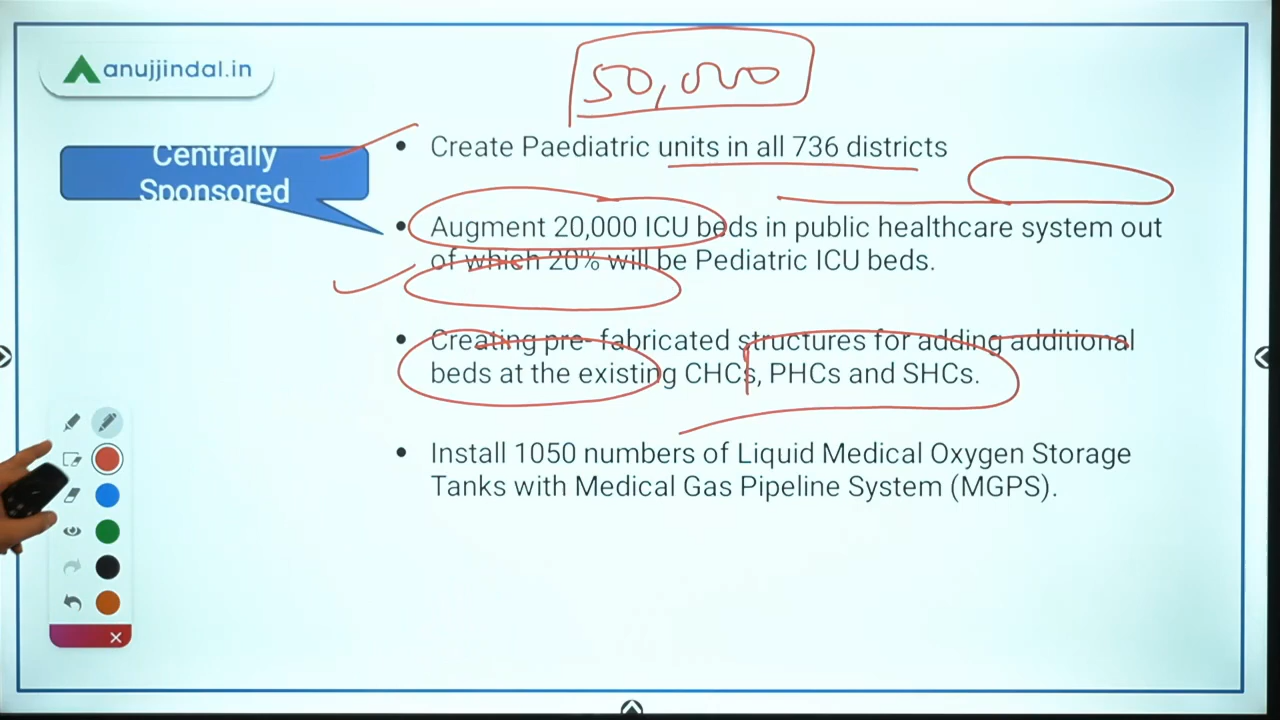 anujjindal.in
50,000
Centrally
Sponsored
• Create Paediatric units in all 736 districts
• Augment 20,000 ICU beds in public healthcare system out
of which 20% will be Pediatric ICU beds.
• Creating pre- fabricated structures for adding additional
beds at the existing CHCs, PHCs and SHCs.
• Install 1050 numbers of Liquid Medical Oxygen Storage
Tanks with Medical Gas Pipeline System (MGPS).